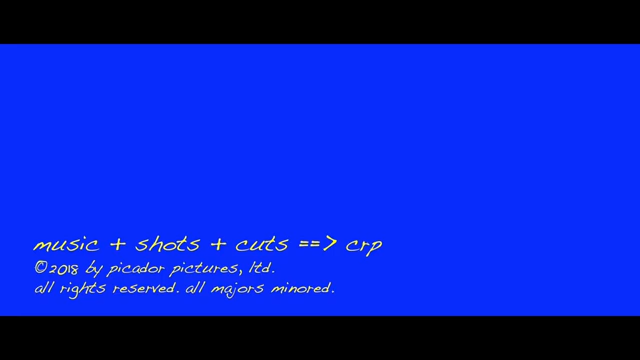 music + shots + cuts ==> crp
©2018 by picador pictures, ltd.
all rights reserved. all majors minored.